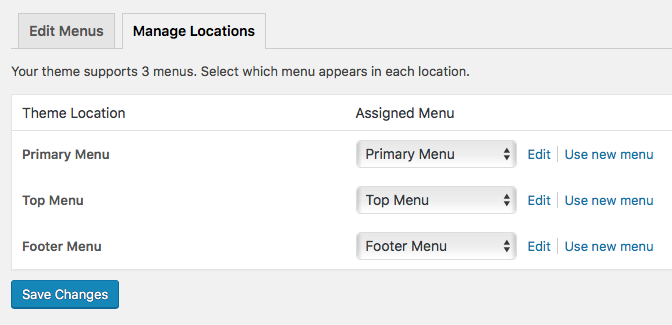 Edit Menus Manage Locations
Your theme supports 3 menus. Select which menu appears in each location.
Theme Location Assigned Menu
Primary Menu Primary Menu Edit Use new menu
Top Menu Top Menu Edit Use new menu
Footer Menu Footer Menu Edit Use new menu
Save Changes